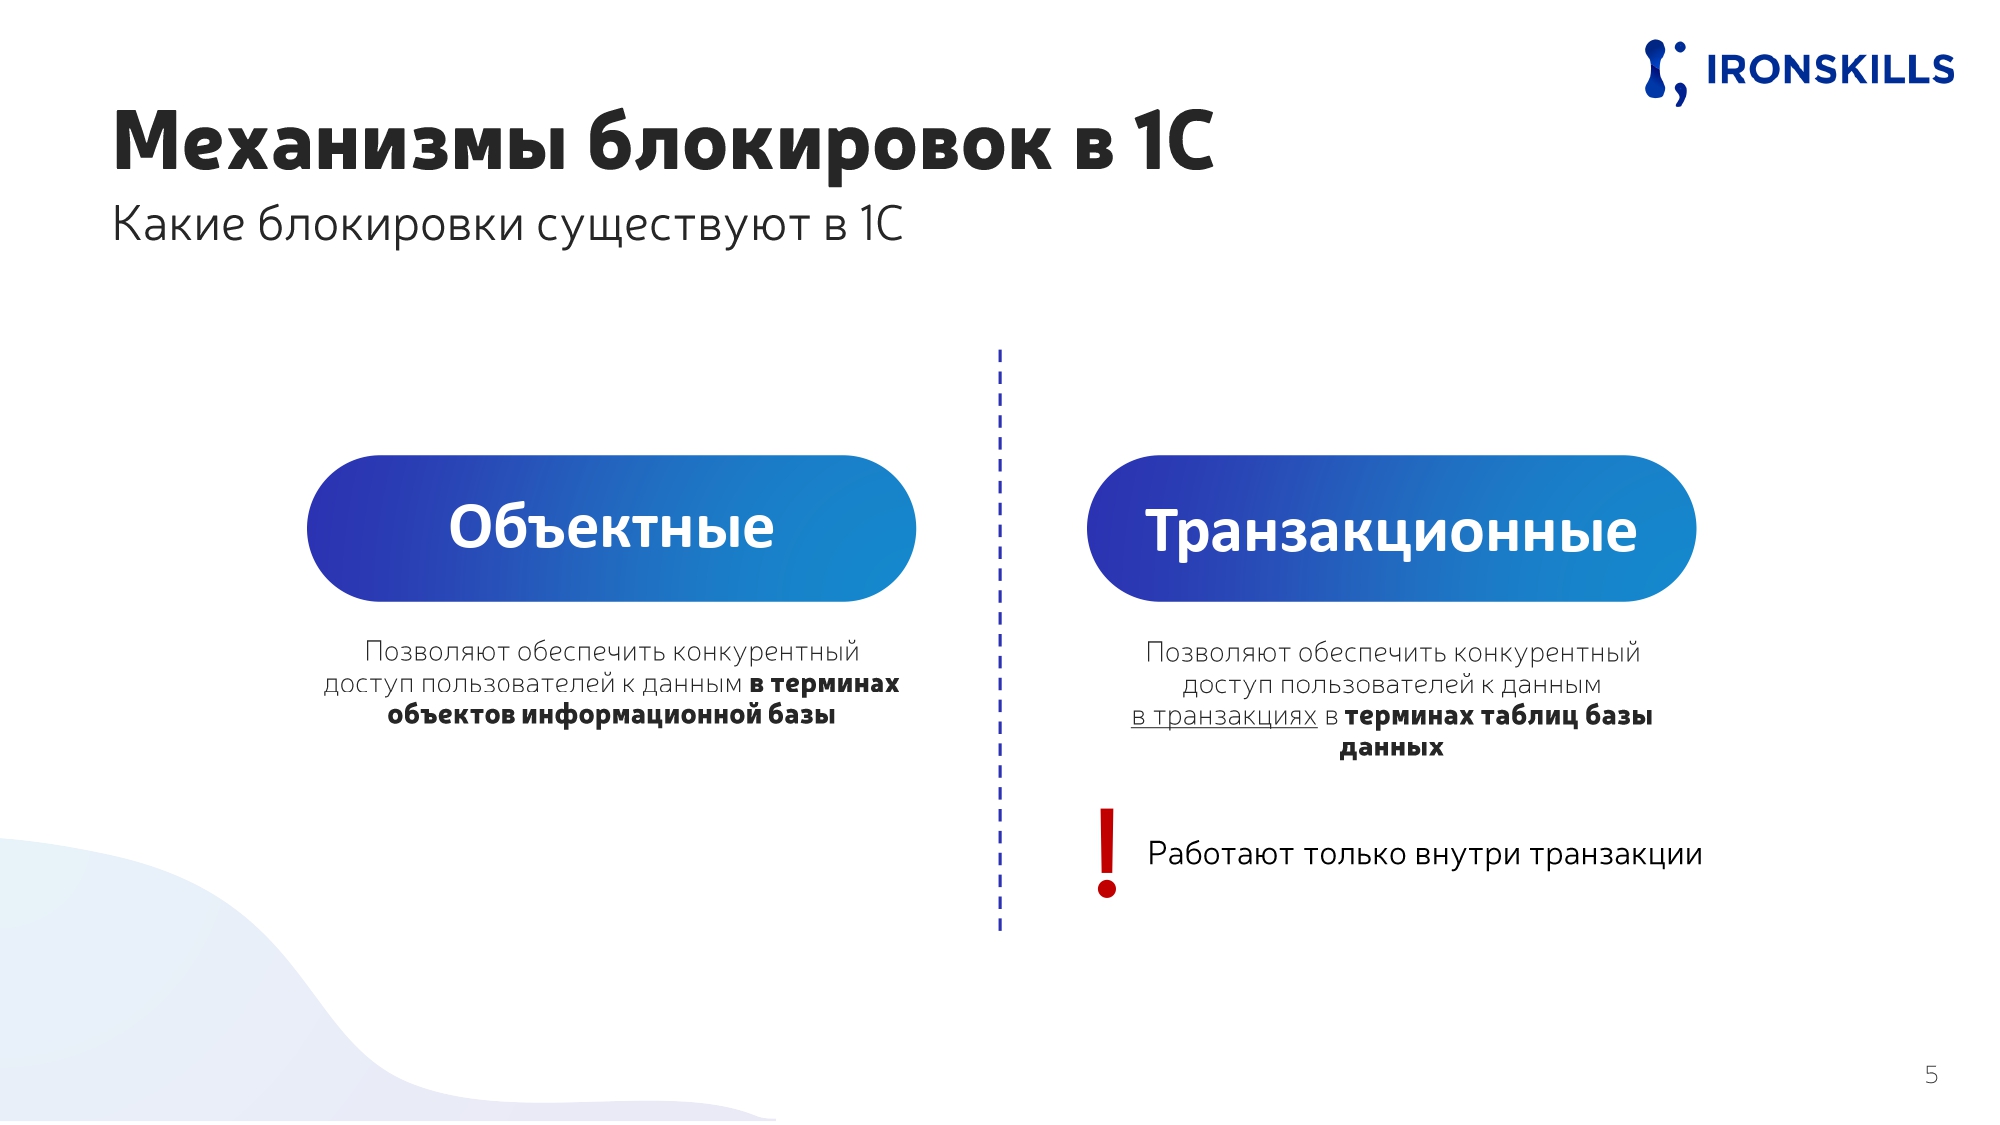 IRONSKILLS
Механизмы блокировок в 1С
Какие блокировки существуют в 1С
Объектные
Позволяют обеспечить конкурентный
доступ пользователей к данным в терминах
объектов информационной базы
Транзакционные
Позволяют обеспечить конкурентный
доступ пользователей к данным
в транзакциях в терминах таблиц базы
данных
! Работают только внутри транзакции
5